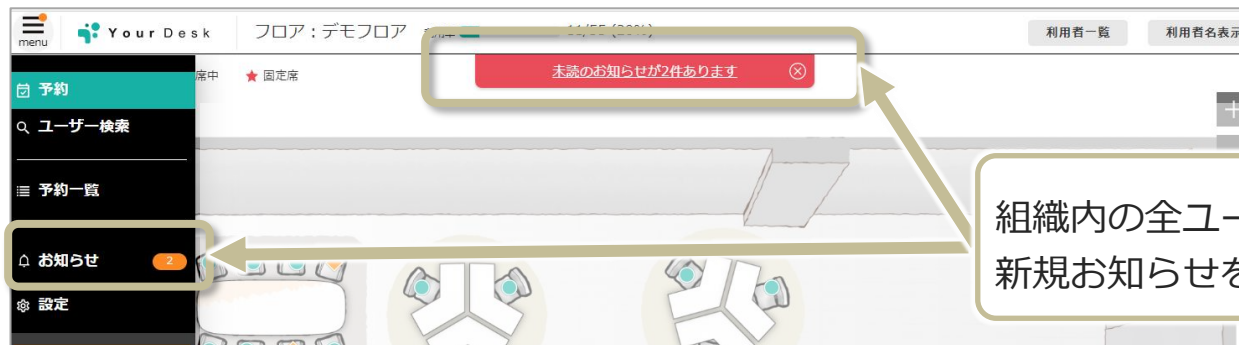 menu
Your Desk
フロア：デモフロア
利用者一覧
利用者名表示
未読のお知らせが2件あります
席中
★ 固定席
予約
ユーザー検索
予約一覧
お知らせ 2
設定
組織内の全ユー
新規お知らせを